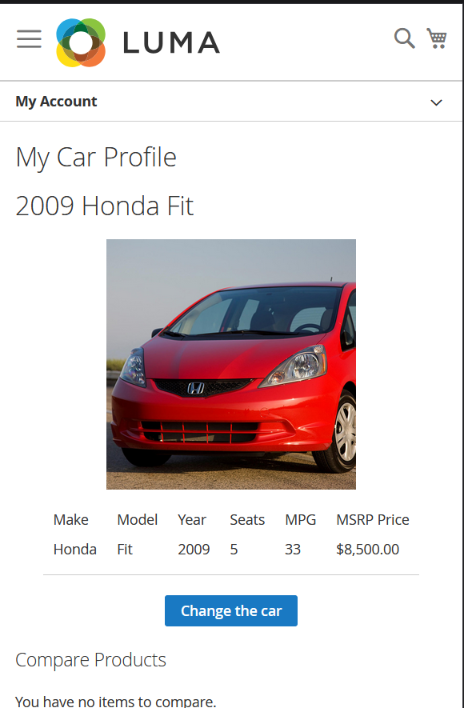 LUMA
My Account
My Car Profile
2009 Honda Fit
Make Model Year Seats MPG MSRP Price
Honda Fit 2009 5 33 $8,500.00
Change the car
Compare Products
You have no items to compare.